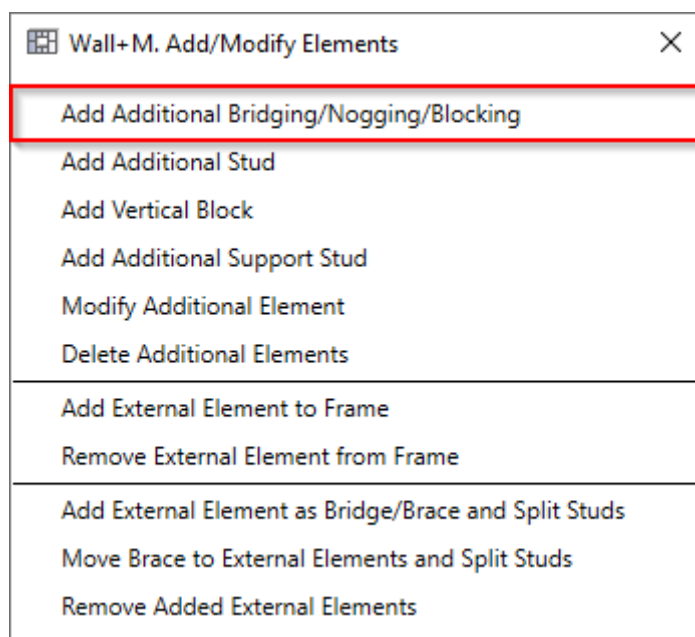 Wall+M. Add/Modify Elements
Add Additional Bridging/Nogging/Blocking
Add Additional Stud
Add Vertical Block
Add Additional Support Stud
Modify Additional Element
Delete Additional Elements
Add External Element to Frame
Remove External Element from Frame
Add External Element as Bridge/Brace and Split Studs
Move Brace to External Elements and Split Studs
Remove Added External Elements